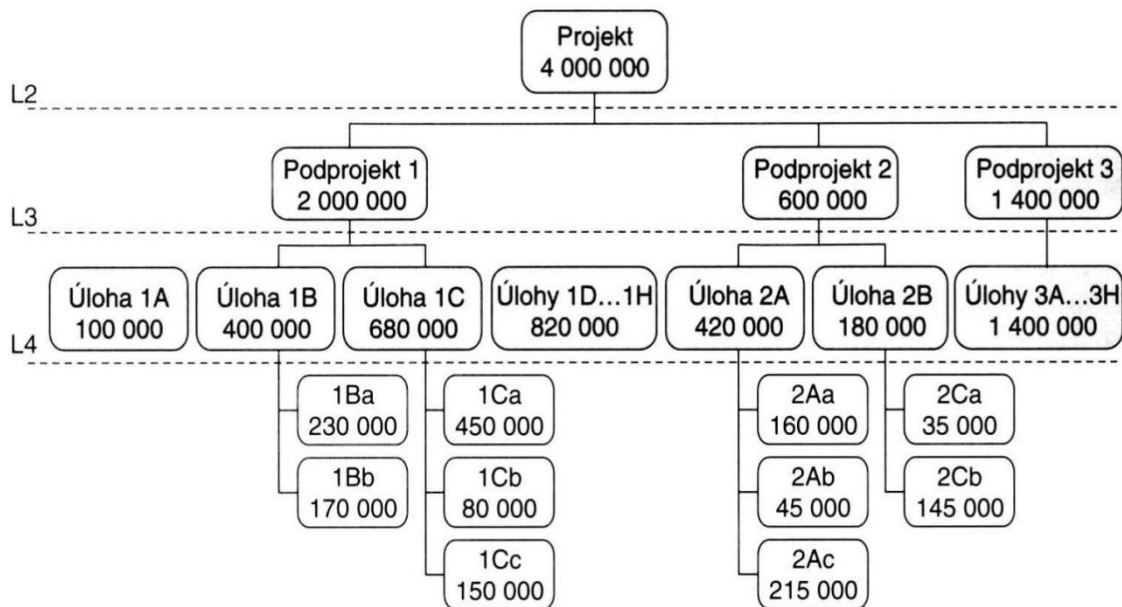 Projekt
4 000 000
L2
Podprojekt 1
2 000 000
Podprojekt 2
600 000
Podprojekt 3
1 400 000
L3
Úloha 1A
100 000
Úloha 1B
400 000
Úloha 1C
680 000
Úlohy 1D...1H
820 000
Úloha 2A
420 000
Úloha 2B
180 000
Úlohy 3A...3H
1 400 000
L4
1Ba
230 000
1Ca
450 000
2Aa
160 000
2Ca
35 000
1Bb
170 000
1Cb
80 000
2Ab
45 000
2Cb
145 000
1Cc
150 000
2Ac
215 000